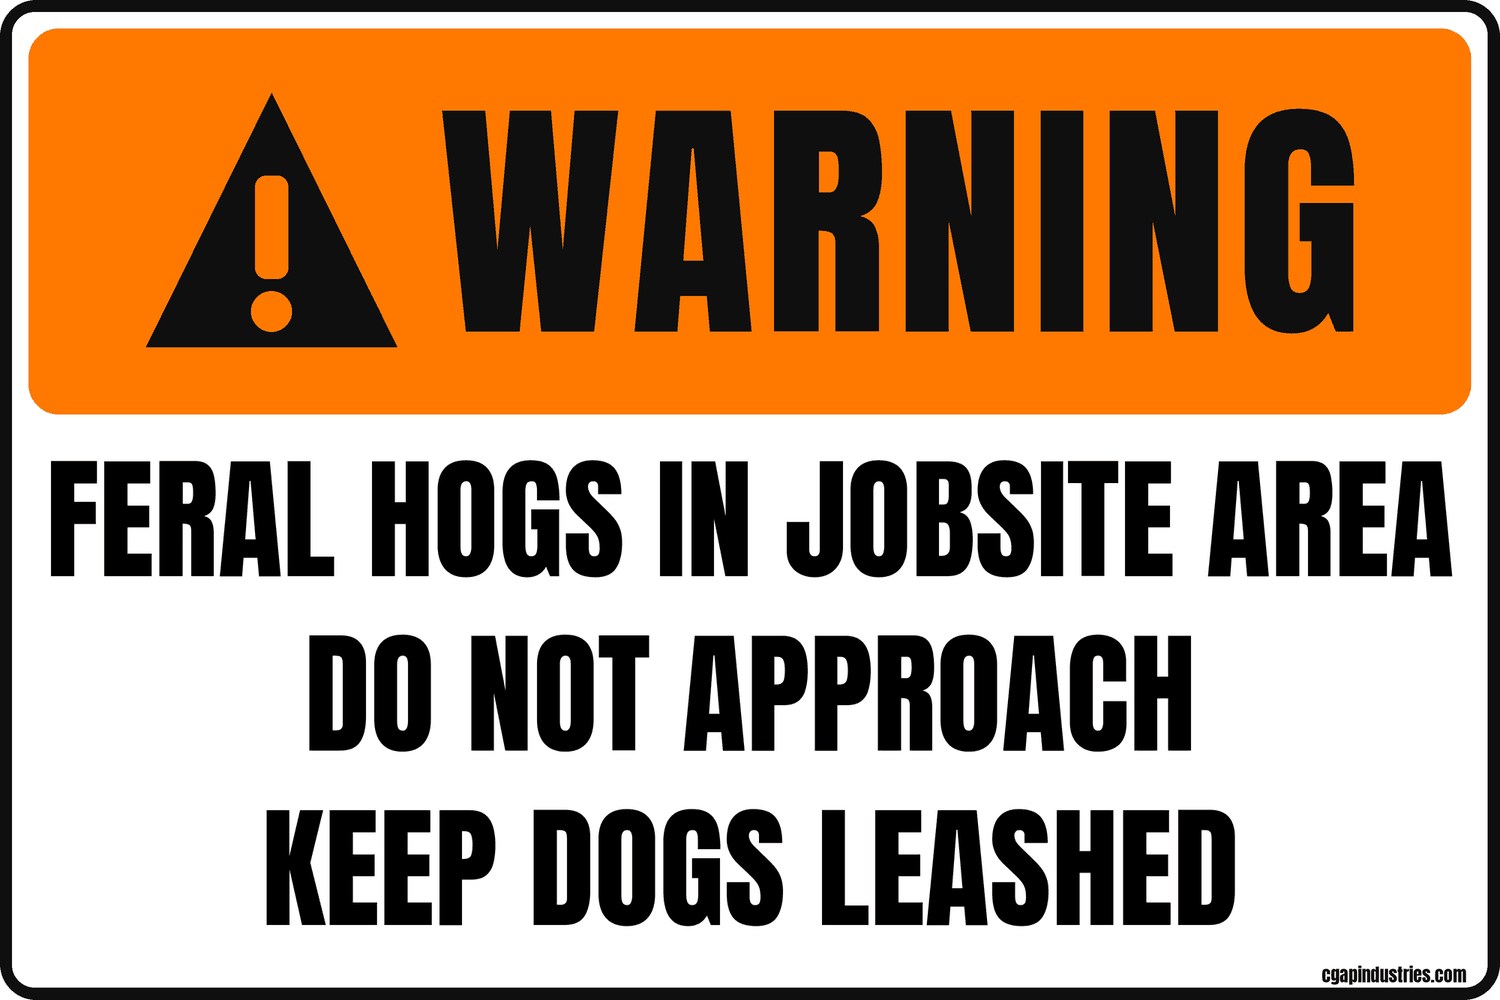 WARNING
FERAL HOGS IN JOBSITE AREA
DO NOT APPROACH
KEEP DOGS LEASHED
cgapindustries.com